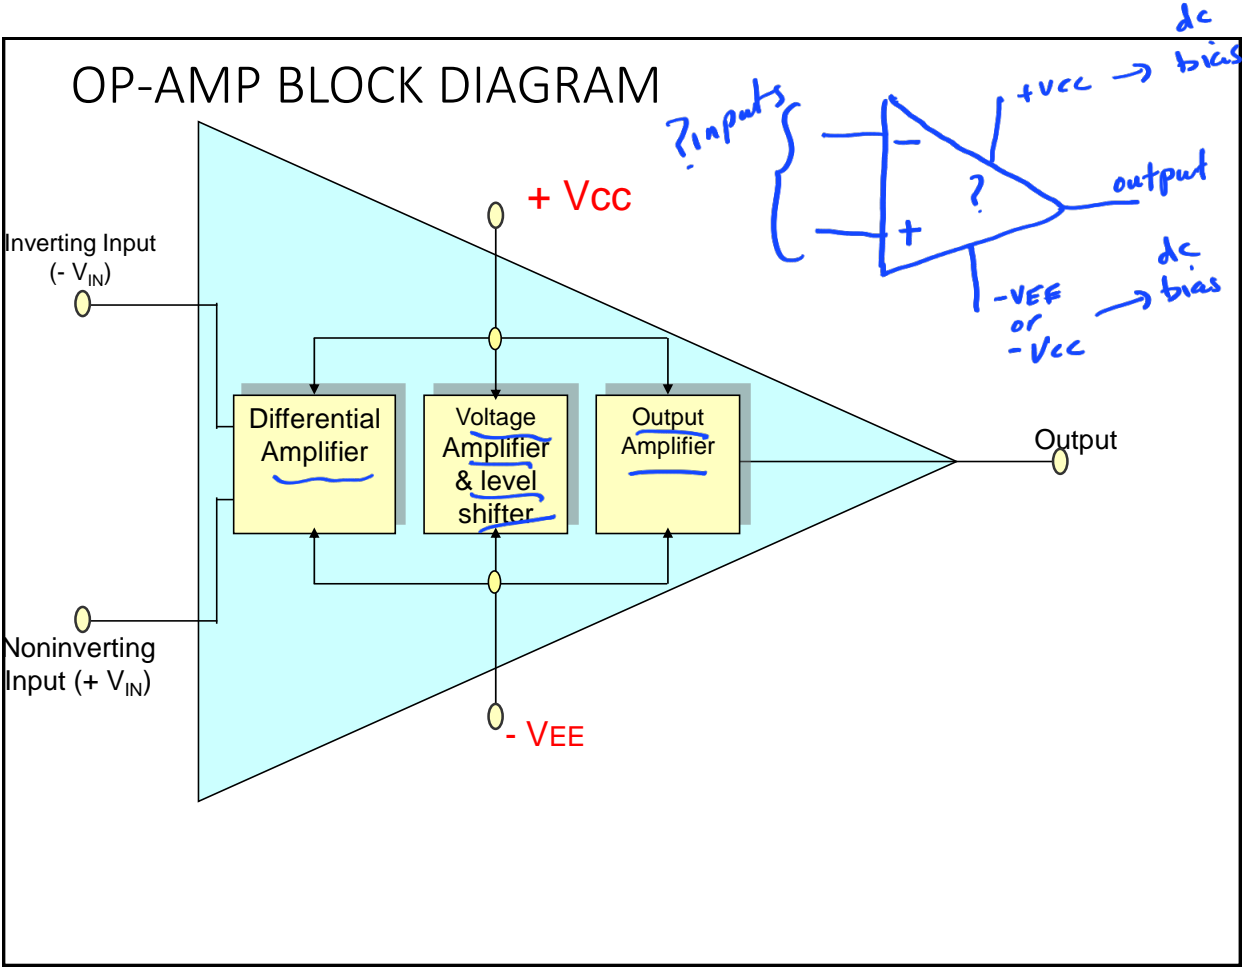 dc
bias
OP-AMP BLOCK DIAGRAM
+VCC
? inputs
-
?
output
+ VCC
+
Inverting Input
(- VIN)
dc
bias
-VEE
or
-VCC
Differential
Amplifier
Voltage
Amplifier
& level
shifter
Output
Amplifier
Output
Noninverting
Input (+ VIN)
- VEE